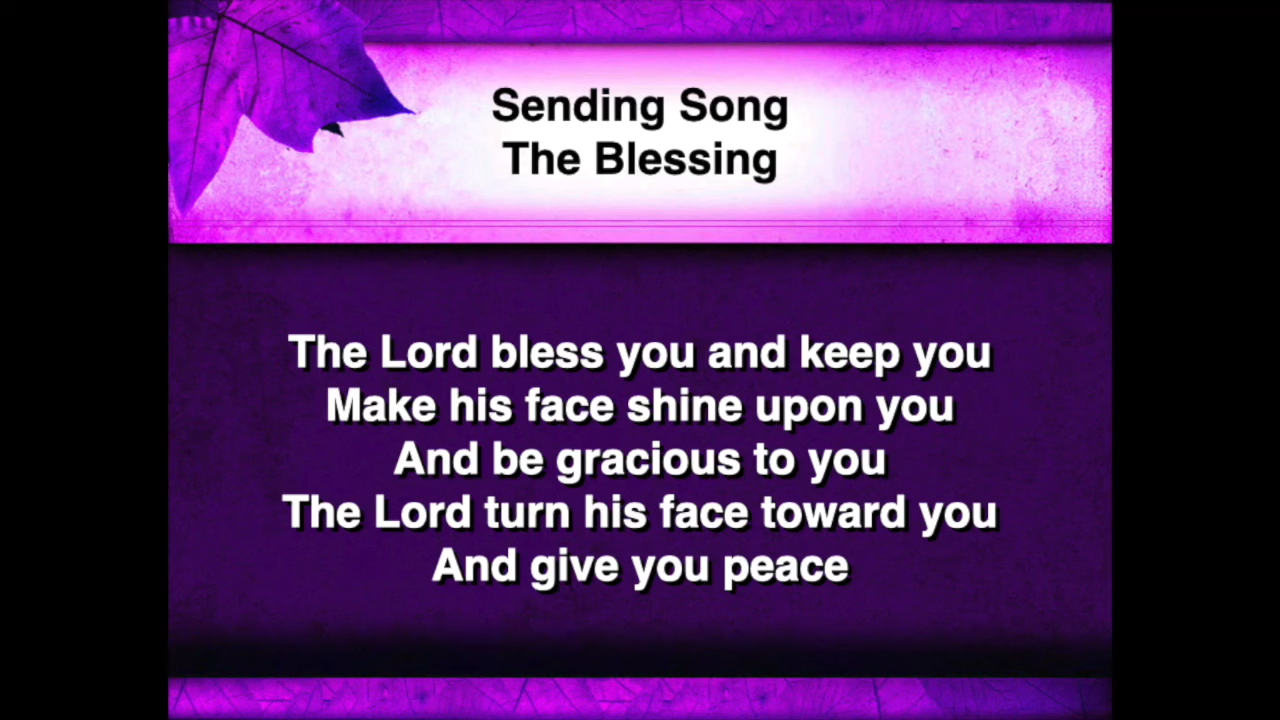 Sending Song
The Blessing
The Lord bless you and keep you
Make his face shine upon you
And be gracious to you
The Lord turn his face toward you
And give you peace